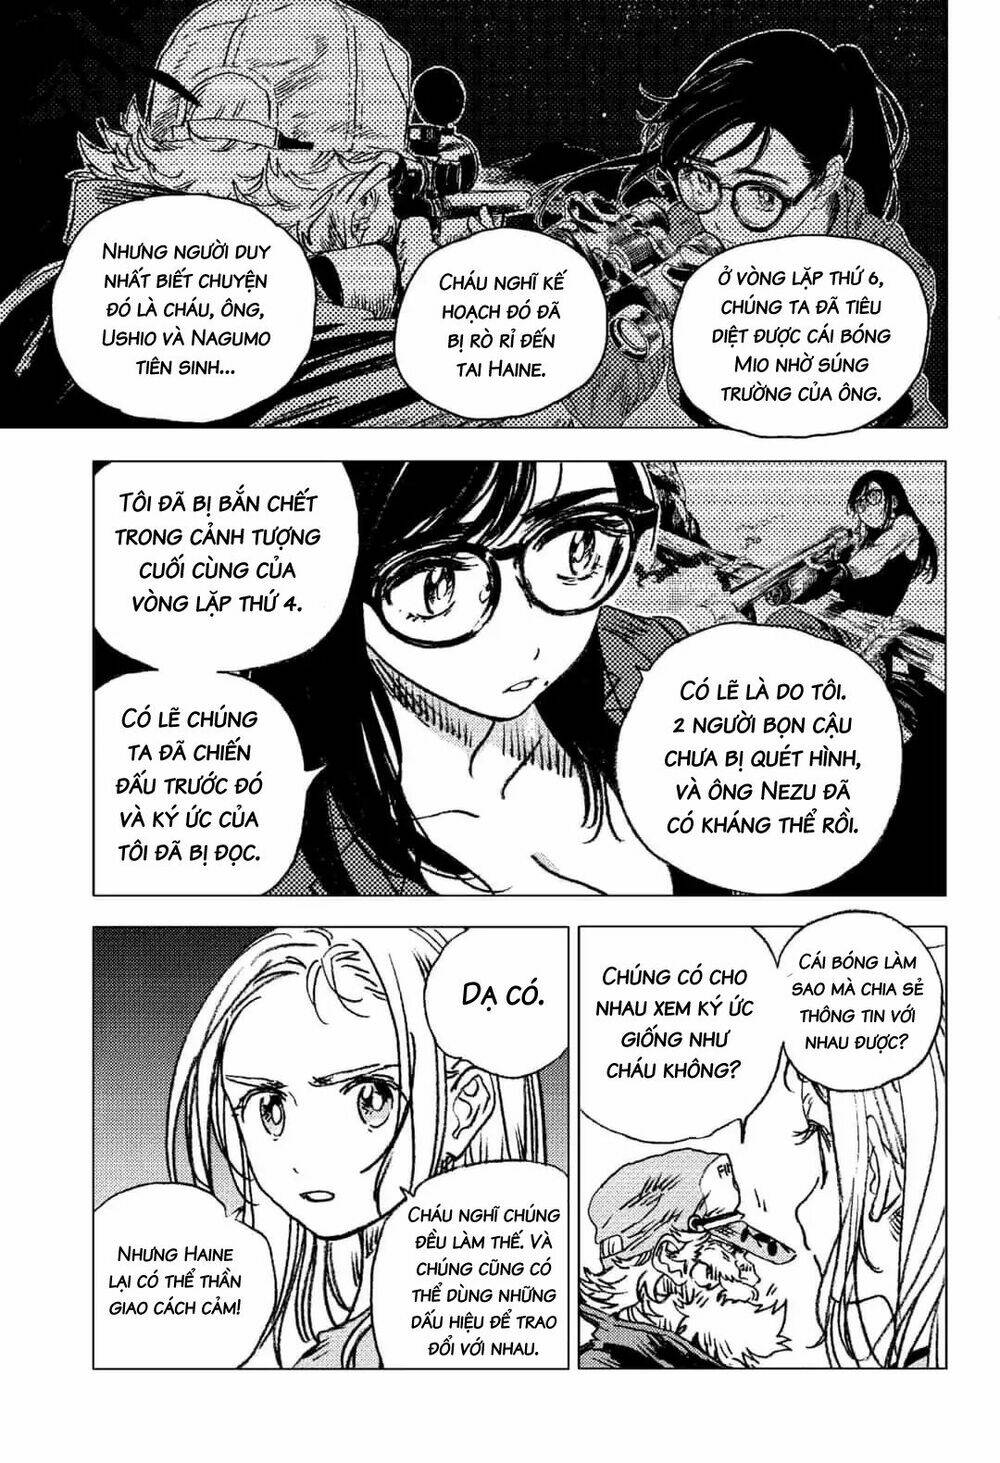 Ở VÒNG LẶP THỨ 6,
CHÚNG TA ĐÃ TIÊU
DIỆT ĐƯỢC CÁI BÓNG
MIO NHỜ SÚNG
TRƯỜNG CỦA ÔNG.
CHÁU NGHĨ KẾ
HOẠCH ĐÓ ĐÃ
BỊ RÒ RỈ ĐẾN
TAI HAINE.
NHƯNG NGƯỜI DUY
NHẤT BIẾT CHUYỆN
ĐÓ LÀ CHÁU, ÔNG,
USHIO VÀ NAGUMO
TIÊN SINH...
CÓ LẼ LÀ DO TÔI.
2 NGƯỜI BỌN CẬU
CHƯA BỊ QUÉT HÌNH,
VÀ ÔNG NEZU ĐÃ
CÓ KHÁNG THỂ RỒI.
TÔI ĐÃ BỊ BẮN CHẾT
TRONG CẢNH TƯỢNG
CUỐI CÙNG CỦA
VÒNG LẶP THỨ 4.
CÓ LẼ CHÚNG
TA ĐÃ CHIẾN
ĐẤU TRƯỚC ĐÓ
VÀ KÝ ỨC CỦA
TÔI ĐÃ BỊ ĐỌC.
CÁI BÓNG LÀM
SAO MÀ CHIA SẺ
THÔNG TIN VỚI
NHAU ĐƯỢC?
CHÚNG CÓ CHO
NHAU XEM KÝ ỨC
GIỐNG NHƯ
CHÁU KHÔNG?
DẠ CÓ.
CHÁU NGHĨ CHÚNG
ĐỀU LÀM THẾ. VÀ
CHÚNG CŨNG CÓ
THỂ DÙNG NHỮNG
DẤU HIỆU ĐỂ TRAO
ĐỔI VỚI NHAU.
NHƯNG HAINE
LẠI CÓ THỂ THẦN
GIAO CÁCH CẢM!